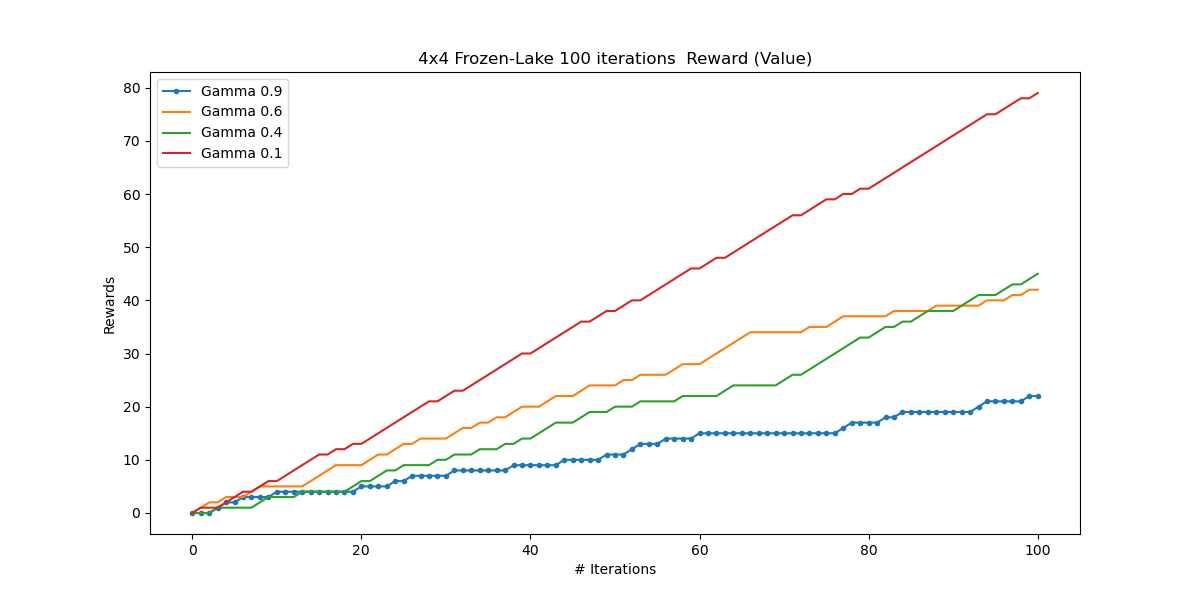 4x4 Frozen-Lake 100 iterations  Reward (Value)
Gamma 0.9
Gamma 0.6
Gamma 0.4
Gamma 0.1
Rewards
80
70
60
50
40
30
20
10
0
0 20 40 60 80 100
# Iterations